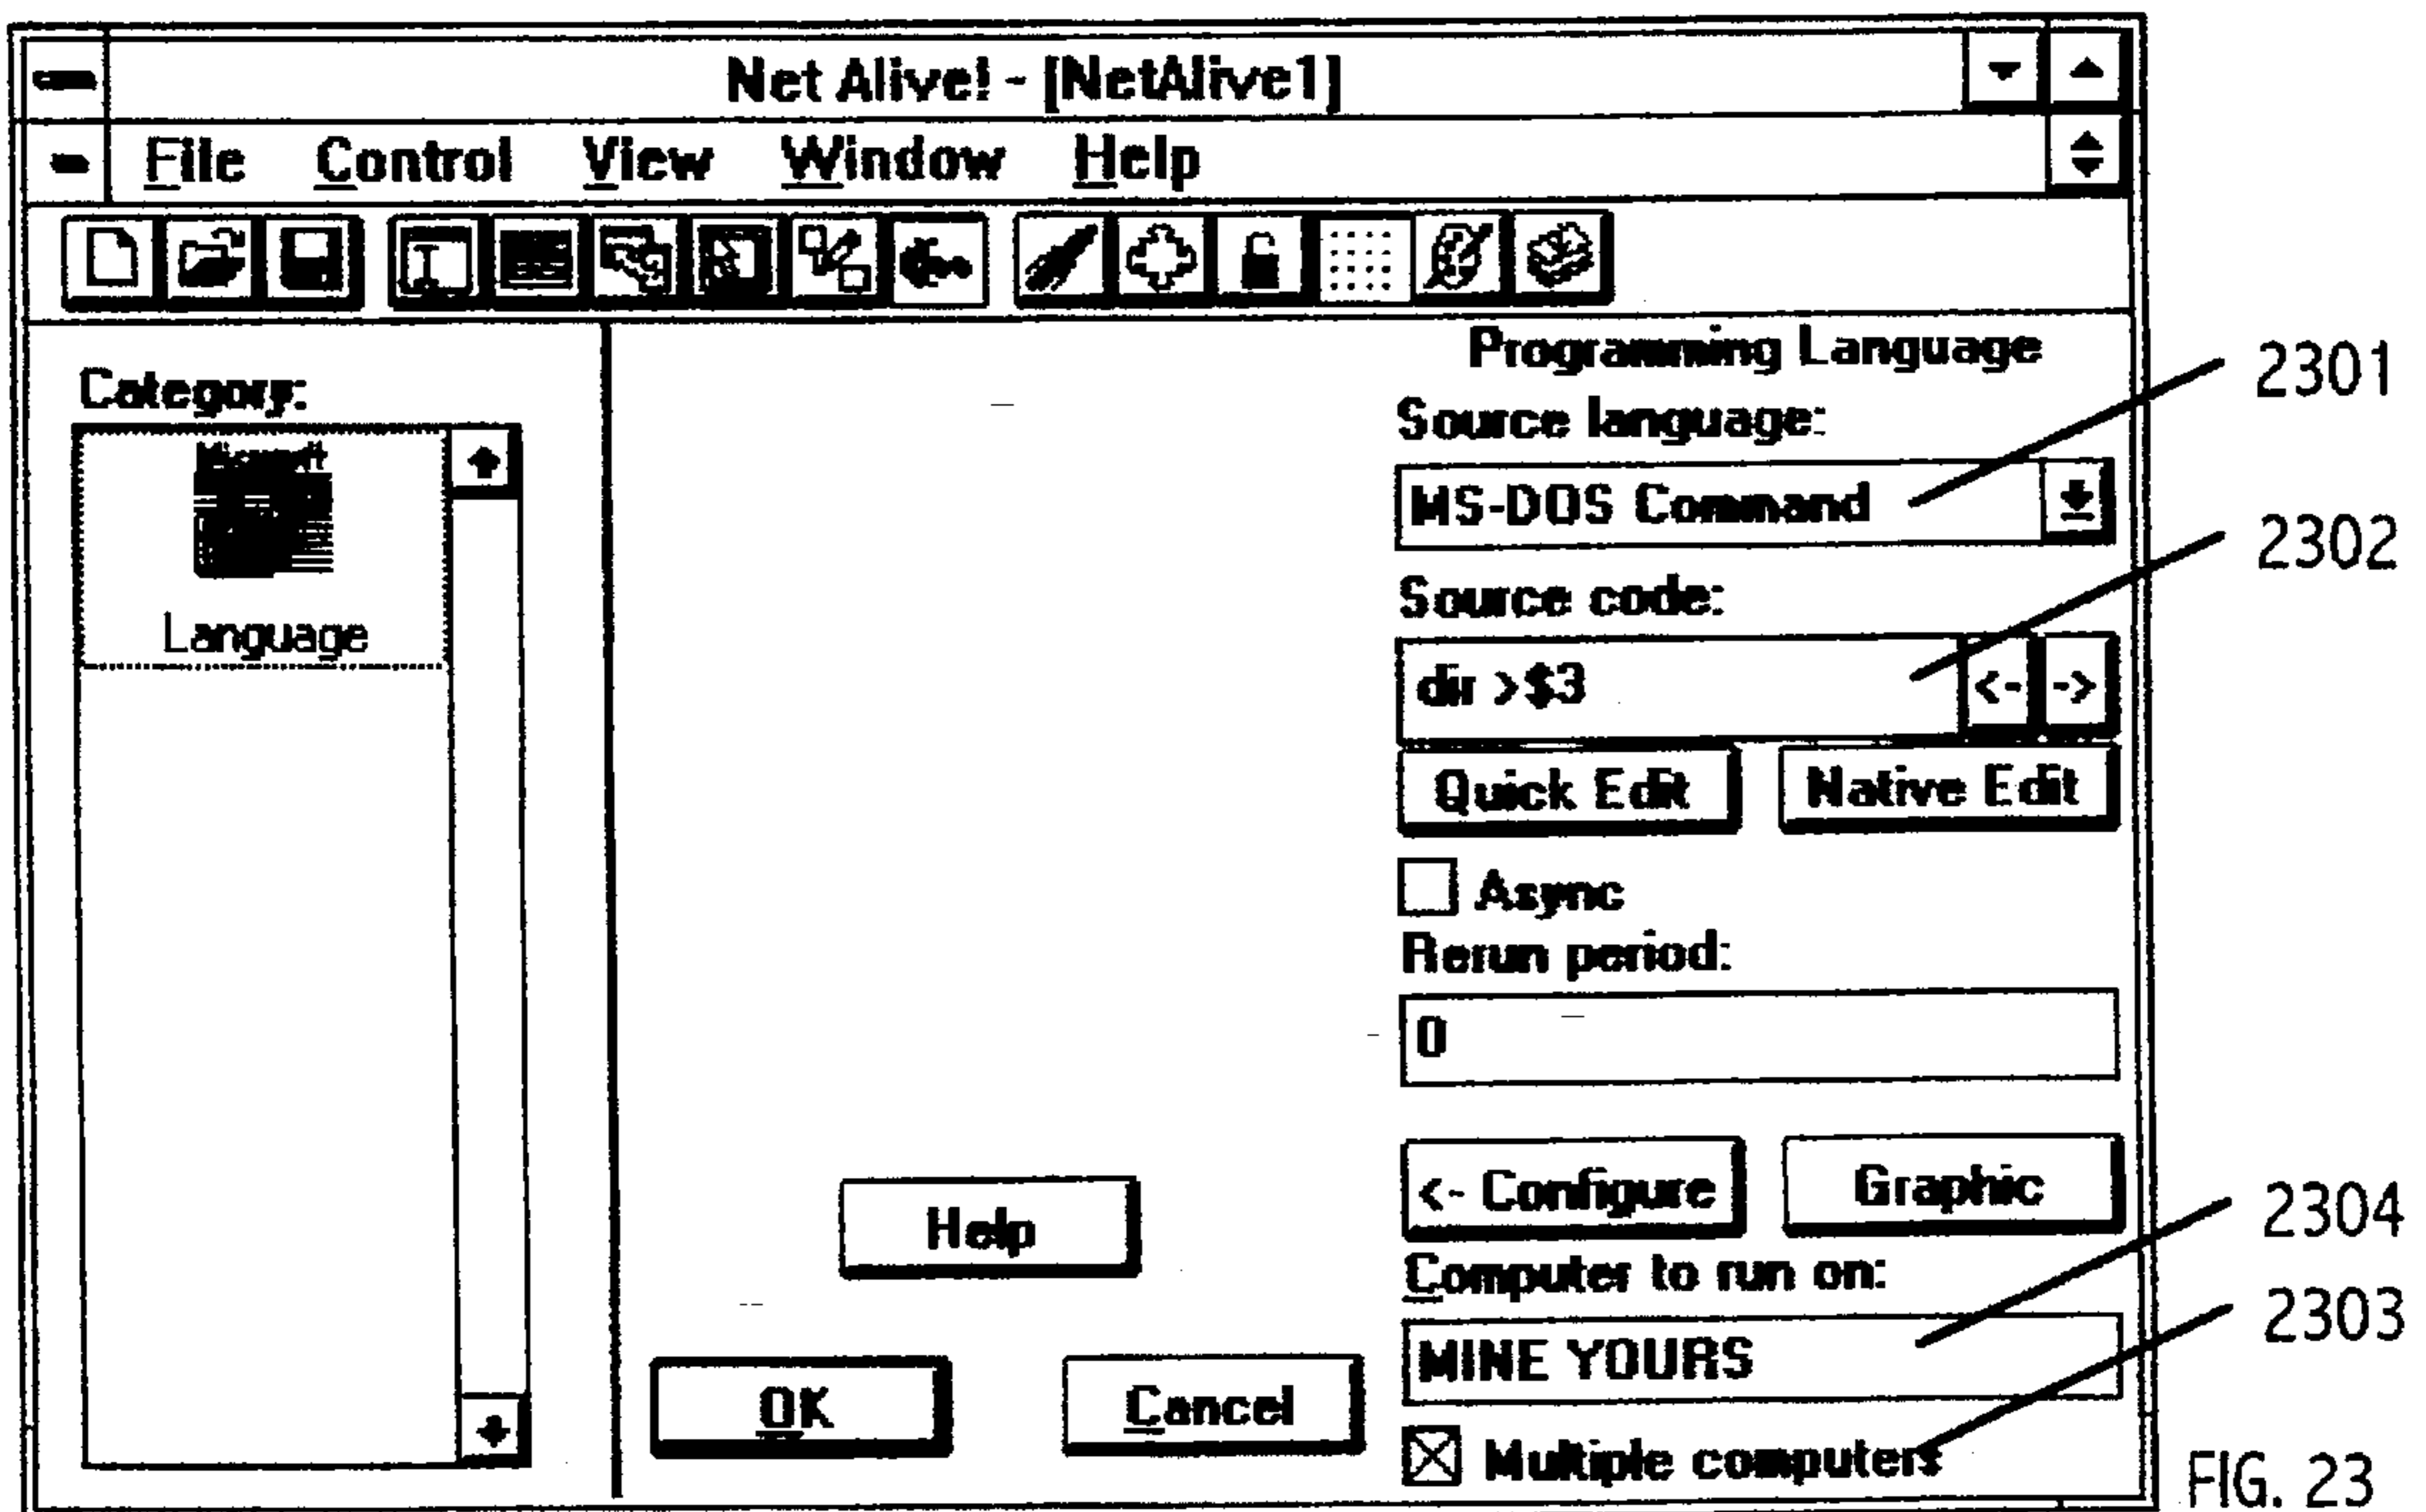 Net Alive! - [NetAlive1]
File Control View Window Help
Category:
Microsoft
Language
Programming Language
Source language:
MS-DOS Command
Source code:
dir >$3
<- ->
Quick Edit Native Edit
Async
Rerun period:
0
<- Configure Graphic
Help
Computer to run on:
MINE YOURS
OK Cancel
Multiple computers
2301
2302
2304
2303
FIG. 23